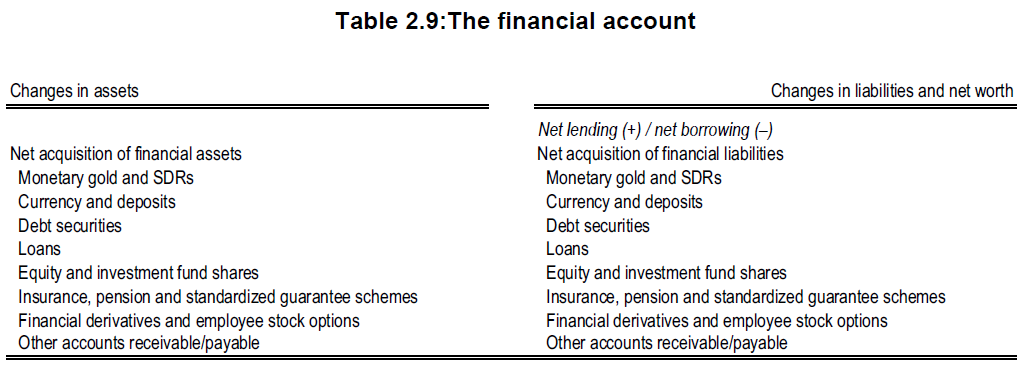 Table 2.9:The financial account
Changes in assets
Changes in liabilities and net worth
Net lending (+) / net borrowing (–)
Net acquisition of financial assets
Net acquisition of financial liabilities
Monetary gold and SDRs
Monetary gold and SDRs
Currency and deposits
Currency and deposits
Debt securities
Debt securities
Loans
Loans
Equity and investment fund shares
Equity and investment fund shares
Insurance, pension and standardized guarantee schemes
Insurance, pension and standardized guarantee schemes
Financial derivatives and employee stock options
Financial derivatives and employee stock options
Other accounts receivable/payable
Other accounts receivable/payable